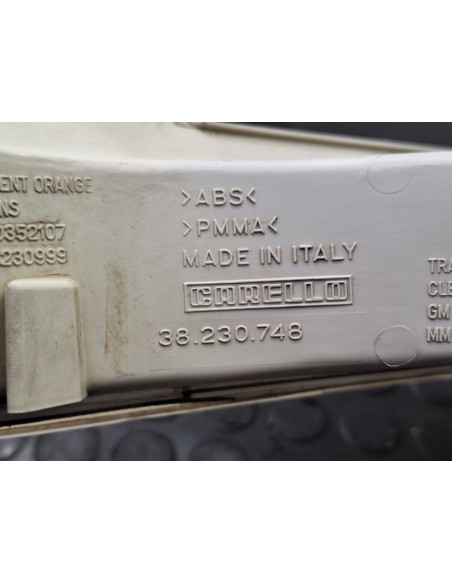 ENT ORANGE
NS
0352107
230999
>ABS<
>PMMA<
MADE IN ITALY
CARELLO
38.230.748
TRA
CLE
GM
MM